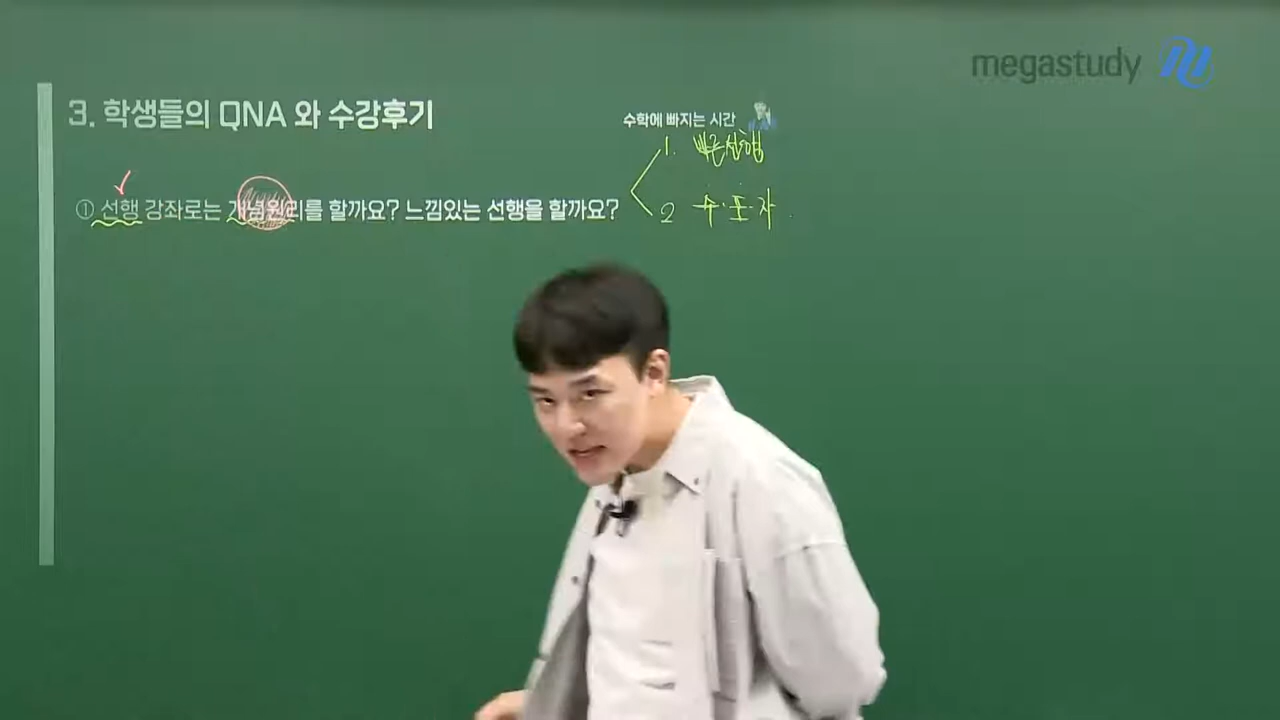 megastudy
3. 학생들의 QNA 와 수강후기
수학에 빠지는 시간
1. 빠른선행
① 선행 강좌로는 개념원리를 할까요? 느낌있는 선행을 할까요?
2 수·포·자.